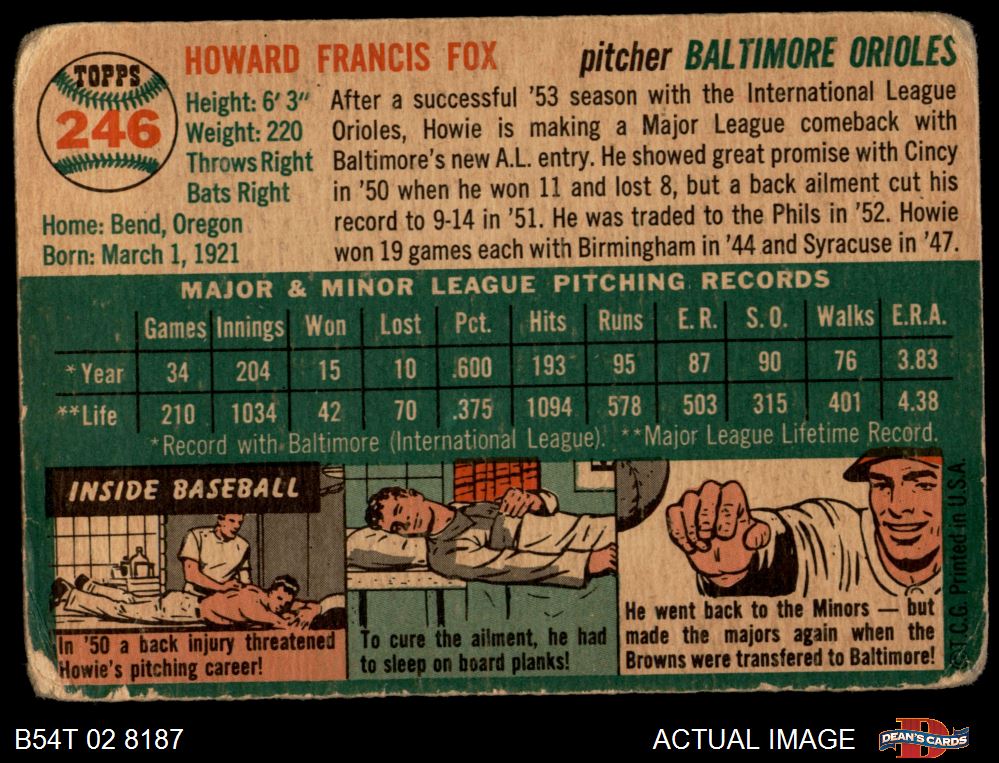 TOPPS
246
HOWARD FRANCIS FOX
pitcher BALTIMORE ORIOLES
Height: 6' 3"
Weight: 220
Throws Right
Bats Right
Home: Bend, Oregon
Born: March 1, 1921
After a successful '53 season with the International League
Orioles, Howie is making a Major League comeback with
Baltimore's new A.L. entry. He showed great promise with Cincy
in '50 when he won 11 and lost 8, but a back ailment cut his
record to 9-14 in '51. He was traded to the Phils in '52. Howie
won 19 games each with Birmingham in '44 and Syracuse in '47.
MAJOR & MINOR LEAGUE PITCHING RECORDS
Games Innings Won Lost Pct. Hits Runs E.R. S.O. Walks E.R.A.
*Year 34 204 15 10 .600 193 95 87 90 76 3.83
**Life 210 1034 42 70 .375 1094 578 503 315 401 4.38
*Record with Baltimore (International League). **Major League Lifetime Record.
INSIDE BASEBALL
In '50 a back injury threatened
Howie's pitching career!
To cure the ailment, he had
to sleep on board planks!
He went back to the Minors — but
made the majors again when the
Browns were transfered to Baltimore!
© T.C.G. Printed in U.S.A.
B54T 02 8187
ACTUAL IMAGE
DEAN'S CARDS